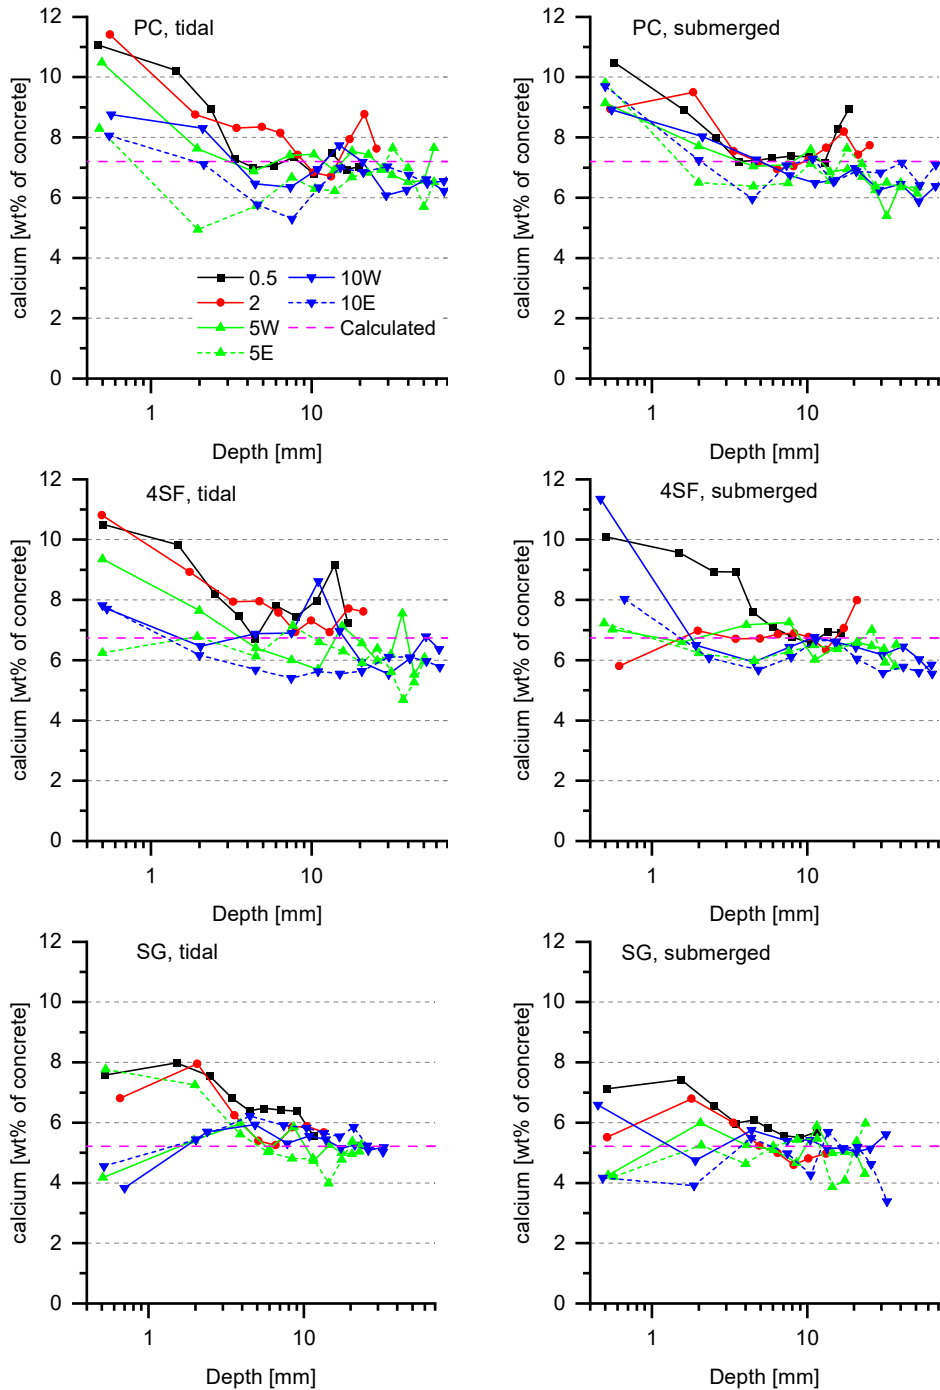 PC, tidal
calcium [wt% of concrete]
12
10
8
6
4
2
0
0.5
2
5W
5E
10W
10E
Calculated
1
10
Depth [mm]
PC, submerged
calcium [wt% of concrete]
12
10
8
6
4
2
0
1
10
Depth [mm]
4SF, tidal
calcium [wt% of concrete]
12
10
8
6
4
2
0
1
10
Depth [mm]
4SF, submerged
calcium [wt% of concrete]
12
10
8
6
4
2
0
1
10
Depth [mm]
SG, tidal
calcium [wt% of concrete]
12
10
8
6
4
2
0
1
10
Depth [mm]
SG, submerged
calcium [wt% of concrete]
12
10
8
6
4
2
0
1
10
Depth [mm]